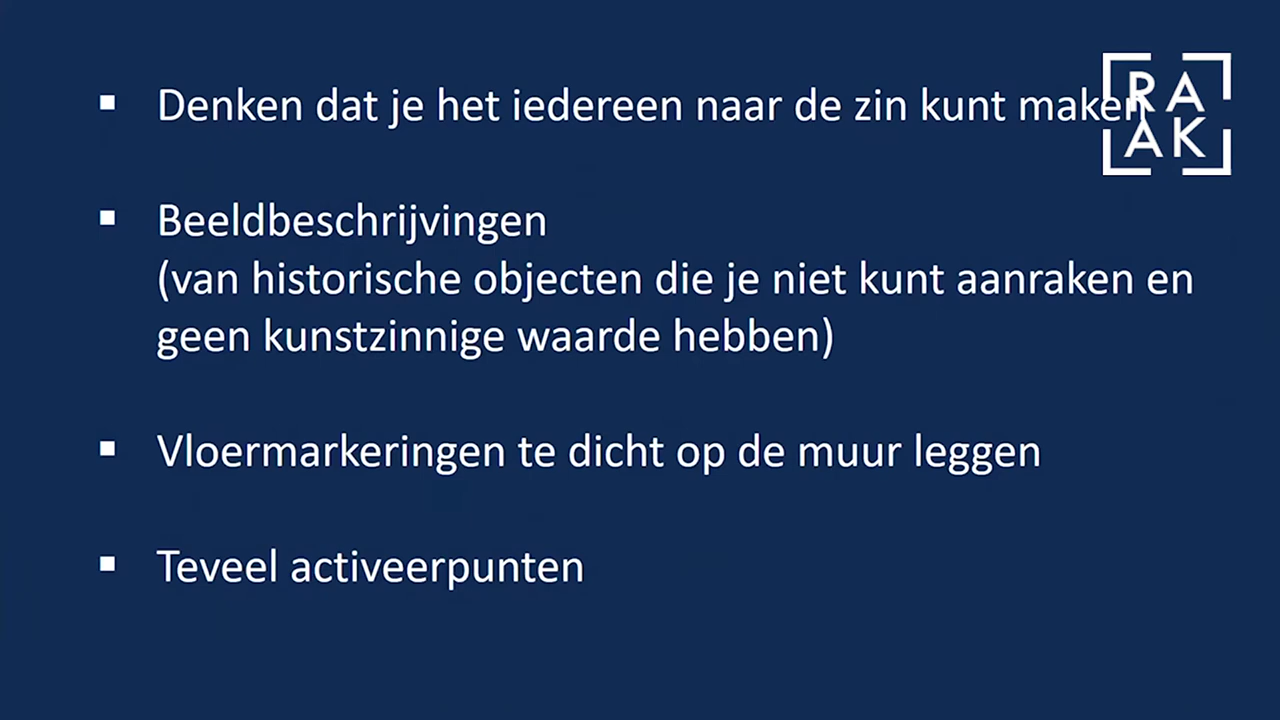 ▪ Denken dat je het iedereen naar de zin kunt maken
RA
AK
▪ Beeldbeschrijvingen
(van historische objecten die je niet kunt aanraken en
geen kunstzinnige waarde hebben)
▪ Vloermarkeringen te dicht op de muur leggen
▪ Teveel activeerpunten